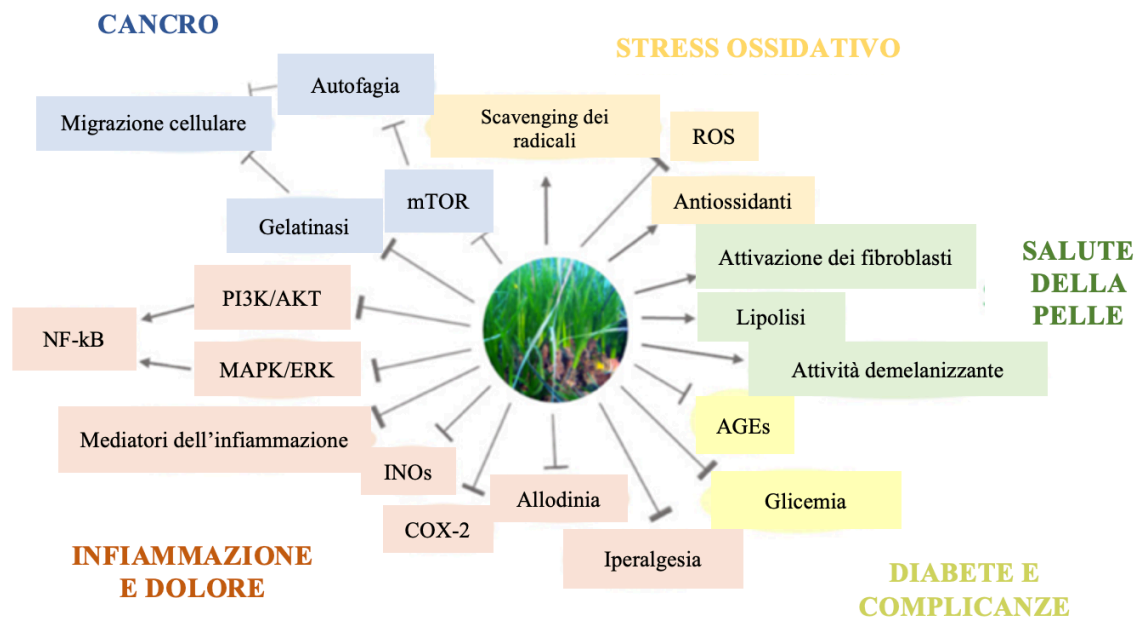 CANCRO
STRESS OSSIDATIVO
Autofagia
Migrazione cellulare
Scavenging dei
radicali
ROS
mTOR
Antiossidanti
Gelatinasi
Attivazione dei fibroblasti
SALUTE
DELLA
PELLE
PI3K/AKT
Lipolisi
NF-kB
MAPK/ERK
Attività demelanizzante
Mediatori dell’infiammazione
AGEs
INOs
Allodinia
Glicemia
COX-2
Iperalgesia
INFIAMMAZIONE
E DOLORE
DIABETE E
COMPLICANZE